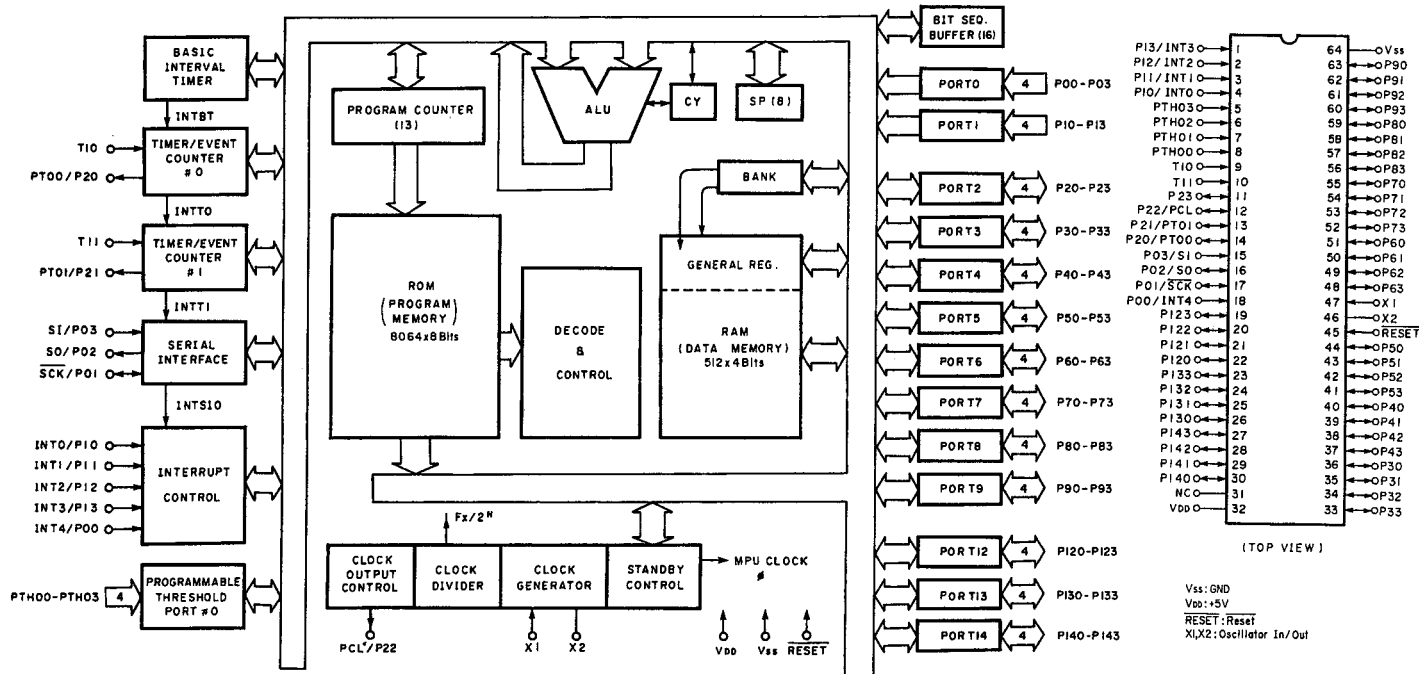 BASIC
INTERVAL
TIMER
INTBT
TI0
PTO0/P20
TIMER/EVENT
COUNTER
#0
INTT0
TI1
PTO1/P21
TIMER/EVENT
COUNTER
#1
INTT1
SI/P03
SO/P02
SCK/P01
SERIAL
INTERFACE
INTSIO
INT0/P10
INT1/P11
INT2/P12
INT3/P13
INT4/P00
INTERRUPT
CONTROL
PTH00-PTH03
4
PROGRAMMABLE
THRESHOLD
PORT #0
PROGRAM COUNTER
(13)
ALU
CY
SP (8)
BANK
ROM
(PROGRAM
MEMORY)
8064x8Bits
DECODE
&
CONTROL
GENERAL REG.
RAM
(DATA MEMORY)
512x4Bits
Fx/2N
CLOCK
OUTPUT
CONTROL
CLOCK
DIVIDER
CLOCK
GENERATOR
STANDBY
CONTROL
MPU CLOCK
ø
PCL/P22
X1
X2
VDD
Vss
RESET
BIT SEQ.
BUFFER (16)
PORT0 4 P00-P03
PORT1 4 P10-P13
PORT2 4 P20-P23
PORT3 4 P30-P33
PORT4 4 P40-P43
PORT5 4 P50-P53
PORT6 4 P60-P63
PORT7 4 P70-P73
PORT8 4 P80-P83
PORT9 4 P90-P93
PORT12 4 P120-P123
PORT13 4 P130-P133
PORT14 4 P140-P143
P13/INT3 1 64 Vss
P12/INT2 2 63 P90
P11/INT1 3 62 P91
P10/INT0 4 61 P92
PTH03 5 60 P93
PTH02 6 59 P80
PTH01 7 58 P81
PTH00 8 57 P82
TI0 9 56 P83
TI1 10 55 P70
P23 11 54 P71
P22/PCL 12 53 P72
P21/PTO1 13 52 P73
P20/PTO0 14 51 P60
P03/SI 15 50 P61
P02/SO 16 49 P62
P01/SCK 17 48 P63
P00/INT4 18 47 X1
P123 19 46 X2
P122 20 45 RESET
P121 21 44 P50
P120 22 43 P51
P133 23 42 P52
P132 24 41 P53
P131 25 40 P40
P130 26 39 P41
P143 27 38 P42
P142 28 37 P43
P141 29 36 P30
P140 30 35 P31
NC 31 34 P32
VDD 32 33 P33
(TOP VIEW)
Vss: GND
VDD: +5V
RESET: Reset
X1,X2: Oscillator In/Out